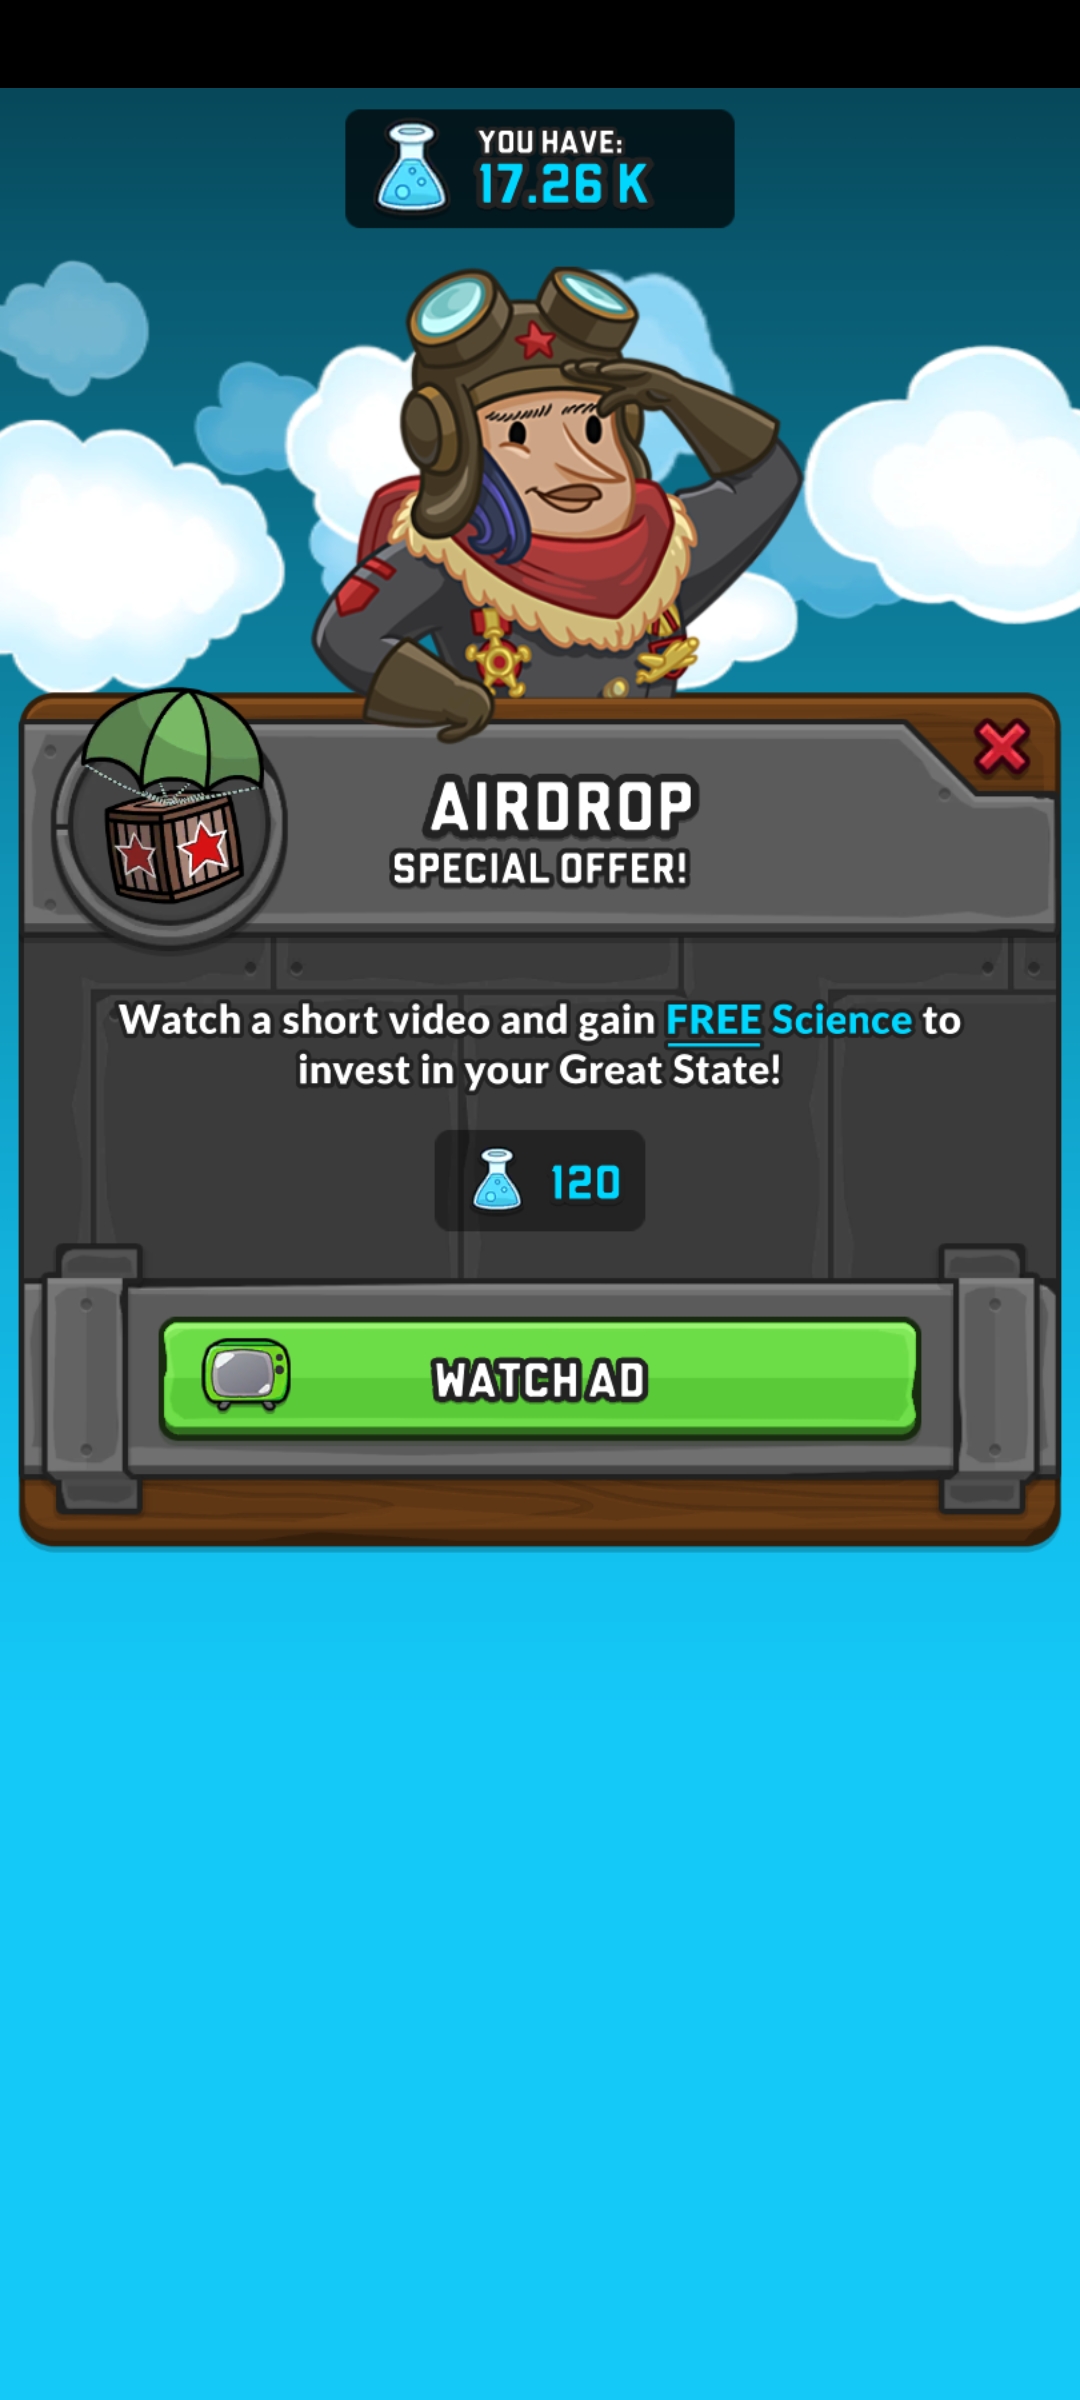 YOU HAVE:
17.26 K
AIRDROP
SPECIAL OFFER!
Watch a short video and gain FREE Science to
invest in your Great State!
120
WATCH AD